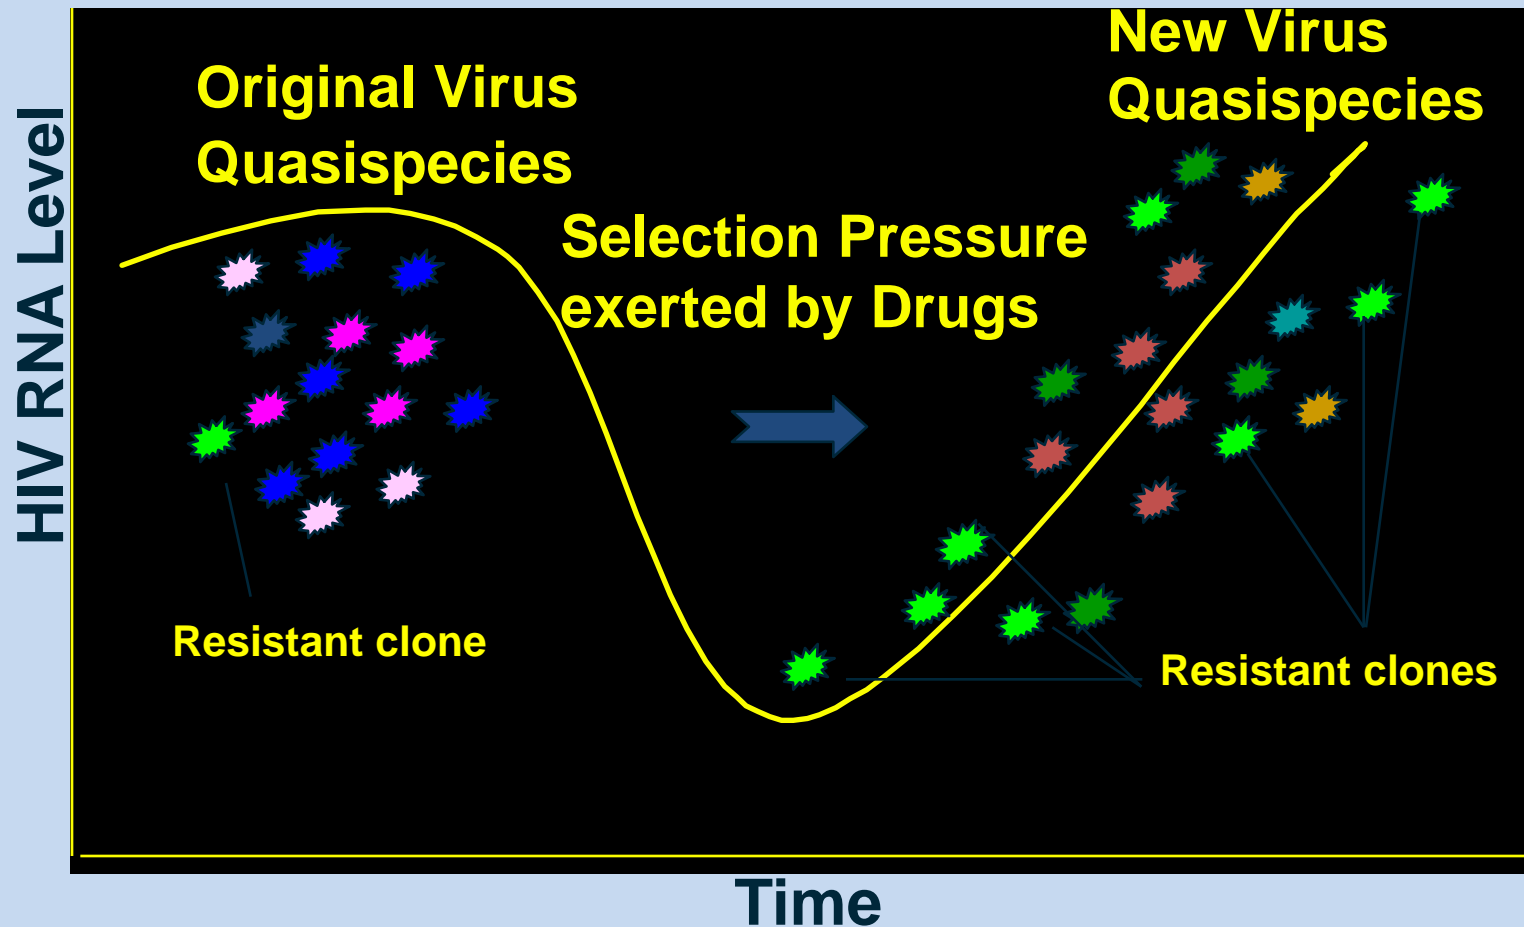 HIV RNA Level
Original Virus
Quasispecies
Selection Pressure
exerted by Drugs
New Virus
Quasispecies
Resistant clone
Resistant clones
Time